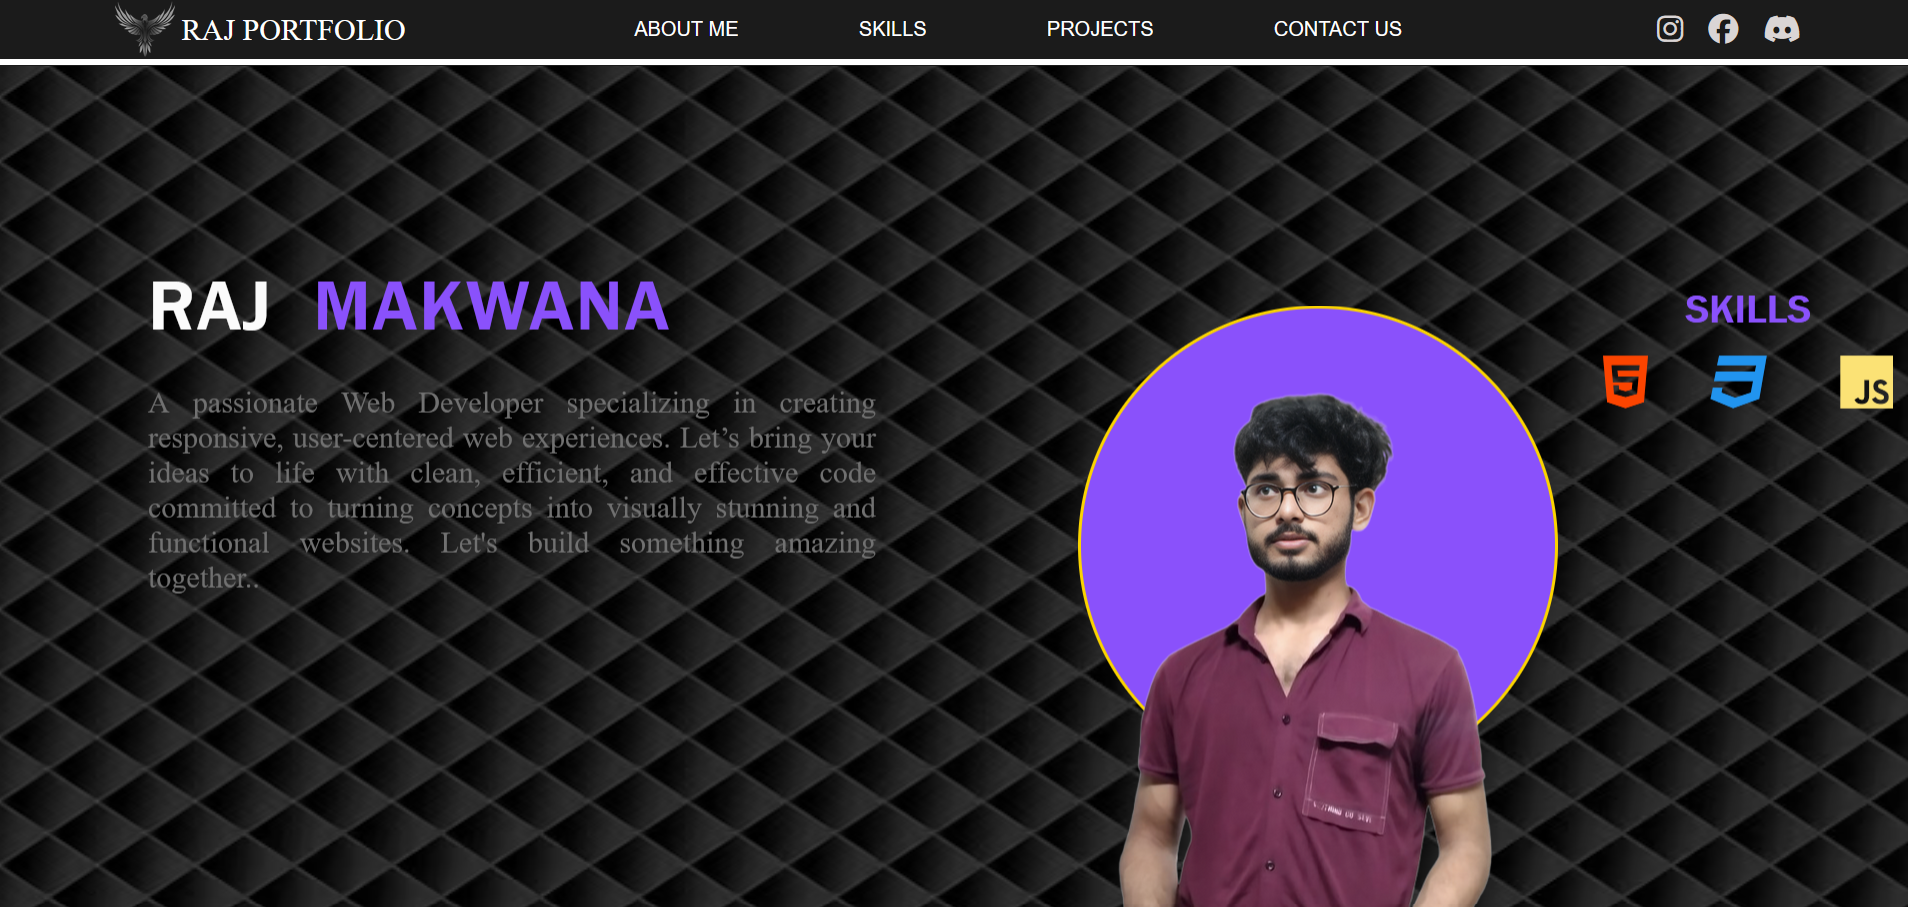 RAJ PORTFOLIO
ABOUT ME
SKILLS
PROJECTS
CONTACT US
RAJ MAKWANA
A passionate Web Developer specializing in creating
responsive, user-centered web experiences. Let’s bring your
ideas to life with clean, efficient, and effective code
committed to turning concepts into visually stunning and
functional websites. Let's build something amazing
together..
SKILLS
5
3
JS